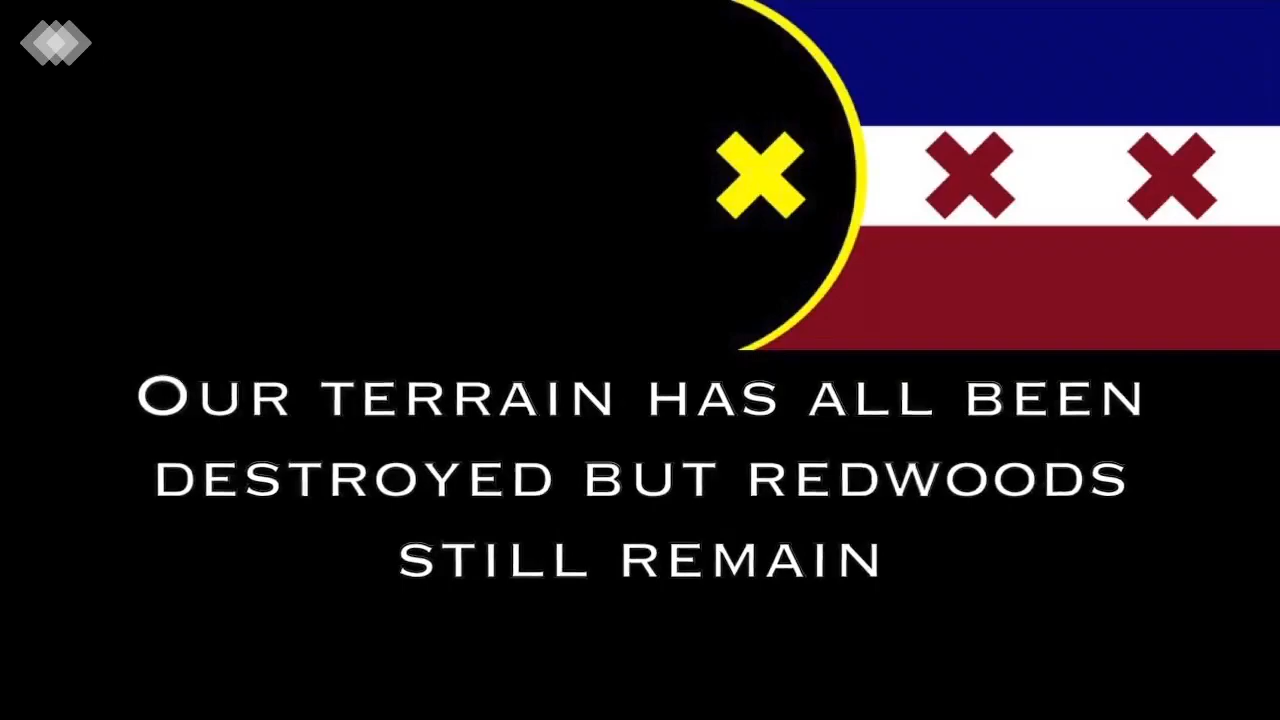 Our terrain has all been
destroyed but redwoods
still remain